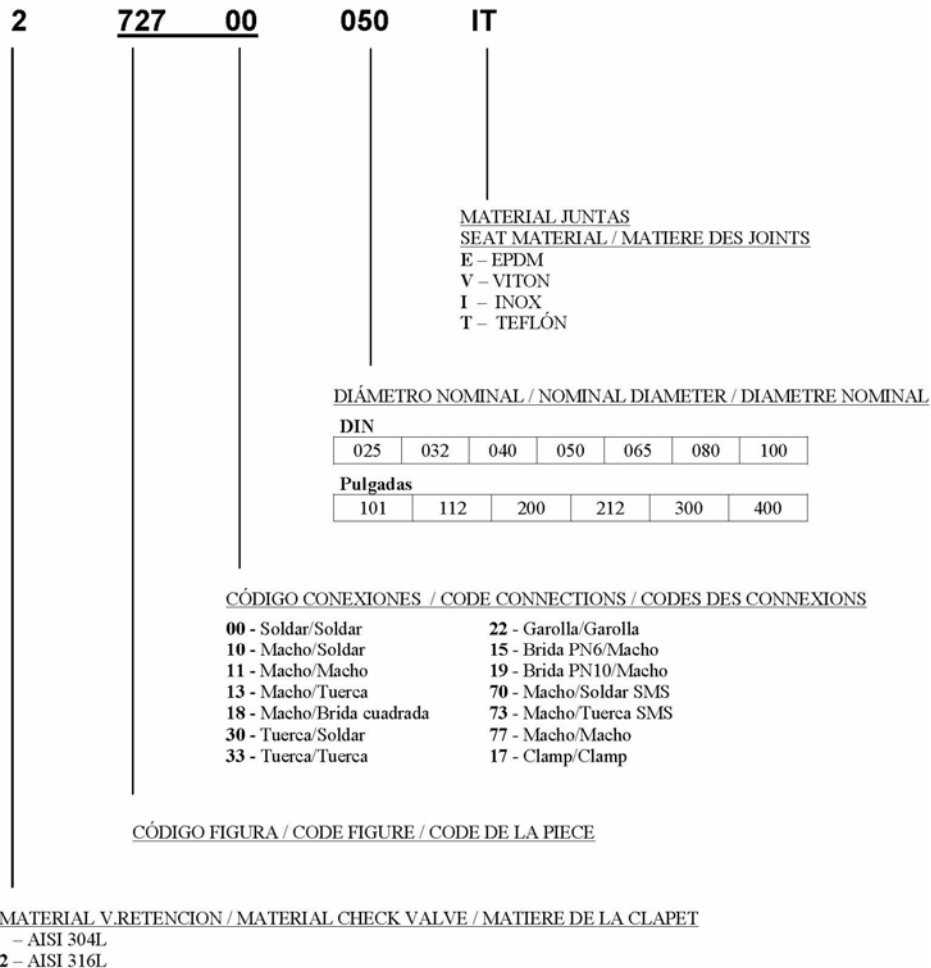 2 727 00 050 IT
MATERIAL JUNTAS
SEAT MATERIAL / MATIERE DES JOINTS
E – EPDM
V – VITON
I – INOX
T – TEFLÓN
DIÁMETRO NOMINAL / NOMINAL DIAMETER / DIAMETRE NOMINAL
DIN
025 032 040 050 065 080 100
Pulgadas
101 112 200 212 300 400
CÓDIGO CONEXIONES / CODE CONNECTIONS / CODES DES CONNEXIONS
00 - Soldar/Soldar
10 - Macho/Soldar
11 - Macho/Macho
13 - Macho/Tuerca
18 - Macho/Brida cuadrada
30 - Tuerca/Soldar
33 - Tuerca/Tuerca
22 - Garolla/Garolla
15 - Brida PN6/Macho
19 - Brida PN10/Macho
70 - Macho/Soldar SMS
73 - Macho/Tuerca SMS
77 - Macho/Macho
17 - Clamp/Clamp
CÓDIGO FIGURA / CODE FIGURE / CODE DE LA PIECE
MATERIAL V.RETENCION / MATERIAL CHECK VALVE / MATIERE DE LA CLAPET
– AISI 304L
2 – AISI 316L